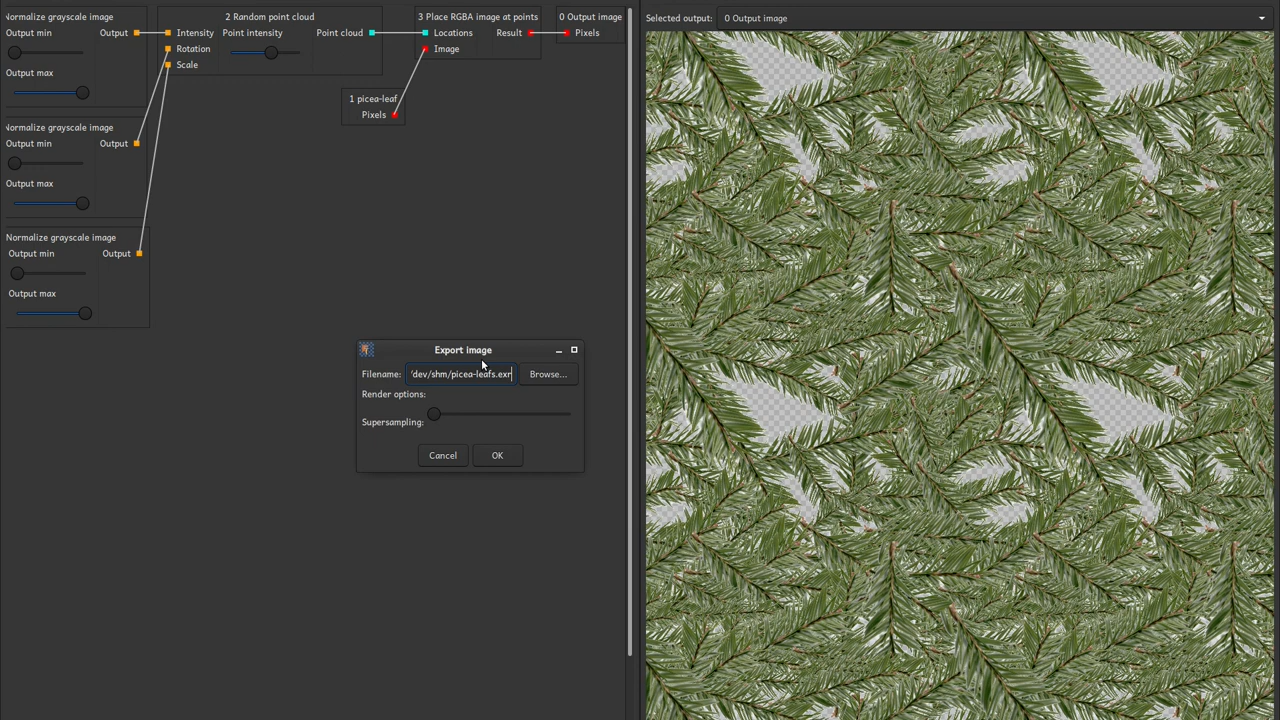 Normalize grayscale image
Output min
Output
Output max
Normalize grayscale image
Output min
Output
Output max
Normalize grayscale image
Output min
Output
Output max
2 Random point cloud
Intensity
Point intensity
Point cloud
Rotation
Scale
3 Place RGBA image at points
Locations
Result
Image
0 Output image
Pixels
1 picea-leaf
Pixels
Export image
Filename:
/dev/shm/picea-leafs.exr
Browse...
Render options:
Supersampling:
Cancel
OK
Selected output:
0 Output image